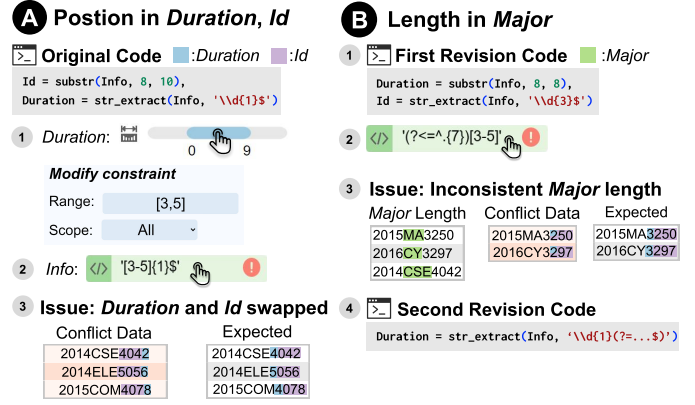 A Postion in Duration, Id
>_ Original Code :Duration :Id
Id = substr(Info, 8, 10),
Duration = str_extract(Info, '\\d{1}$')
1 Duration:
0 9
Modify constraint
Range: [3,5]
Scope: All
2 Info: </> '[3-5]{1}$' !
3 Issue: Duration and Id swapped
Conflict Data Expected
2014CSE4042 2014CSE4042
2014ELE5056 2014ELE5056
2015COM4078 2015COM4078
B Length in Major
1 >_ First Revision Code :Major
Duration = substr(Info, 8, 8),
Id = str_extract(Info, '\\d{3}$')
2 </> '(?<=^.{7})[3-5]' !
3 Issue: Inconsistent Major length
Major Length Conflict Data Expected
2015MA3250 2015MA3250 2015MA3250
2016CY3297 2016CY3297 2016CY3297
2014CSE4042
4 >_ Second Revision Code
Duration = str_extract(Info, ‘\\d{1}(?=...$)’)